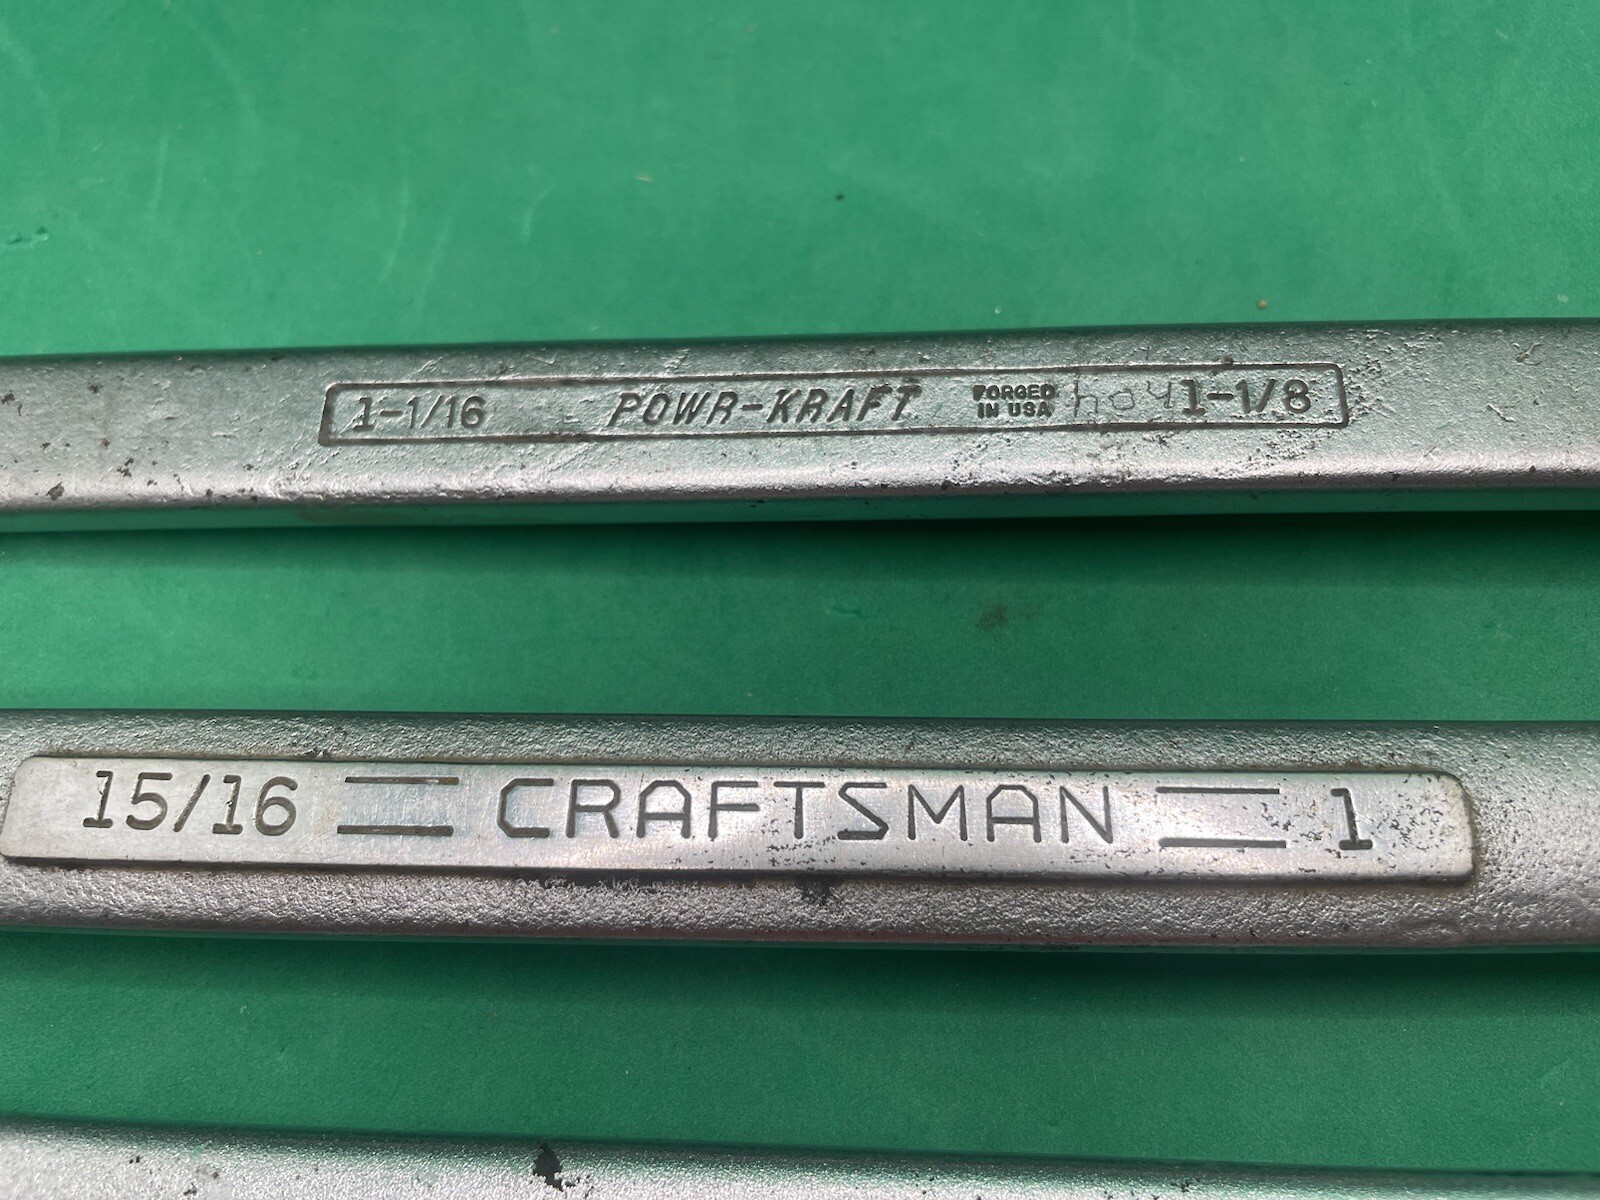 1-1/16 POWR-KRAFT FORGED IN USA 1-1/8
15/16 CRAFTSMAN 1